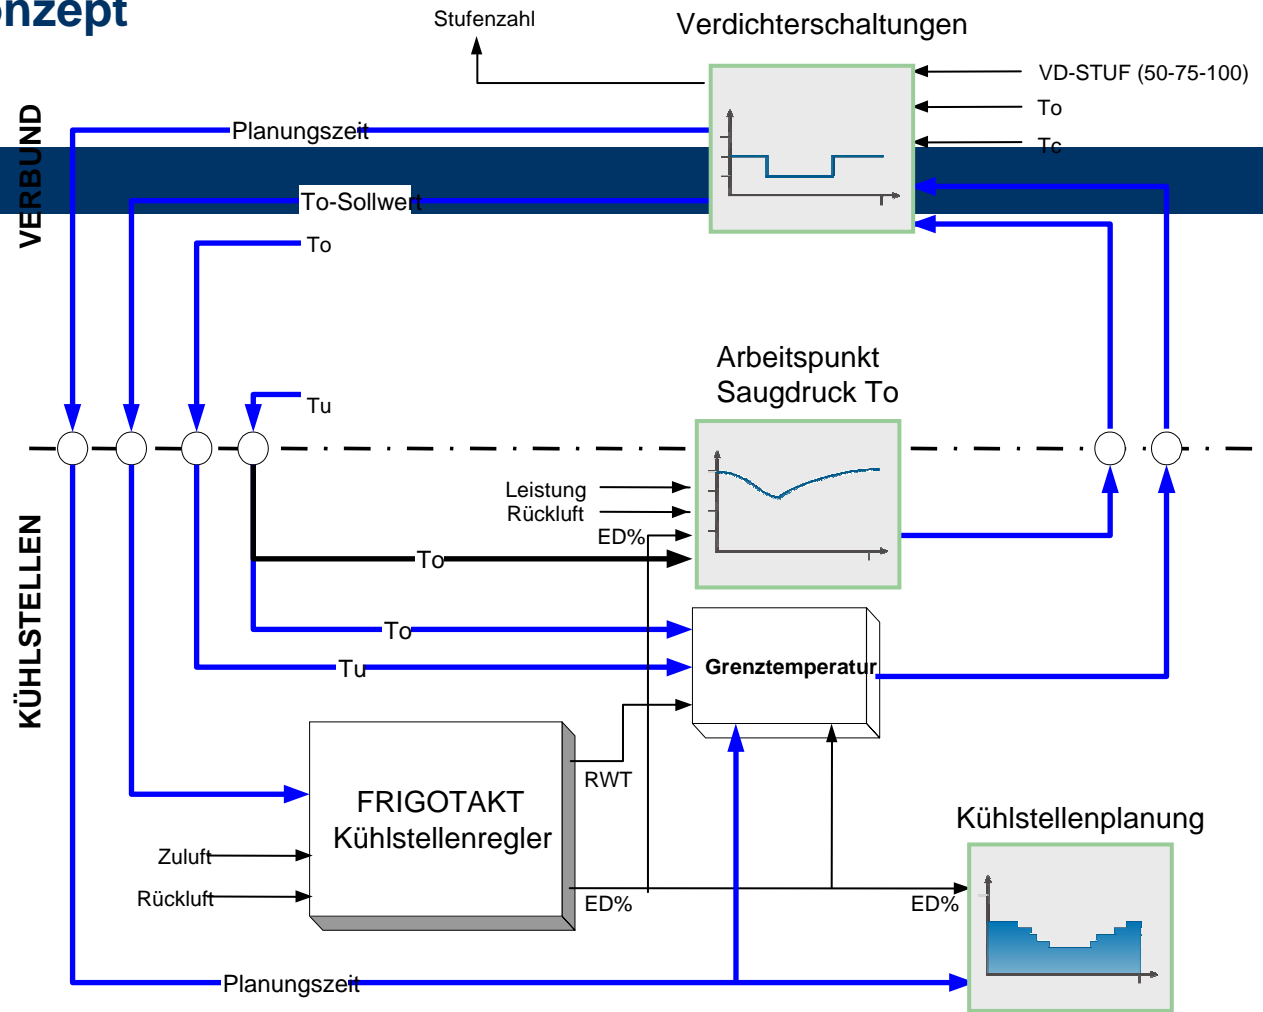 onzept
Stufenzahl
Verdichterschaltungen
VD-STUF (50-75-100)
To
Tc
Planungszeit
To-Sollwert
To
VERBUND
Tu
Arbeitspunkt
Saugdruck To
Leistung
Rückluft
ED%
To
To
Tu
Grenztemperatur
KÜHLSTELLEN
RWT
FRIGOTAKT
Kühlstellenregler
Zuluft
Rückluft
ED%
ED%
Kühlstellenplanung
Planungszeit